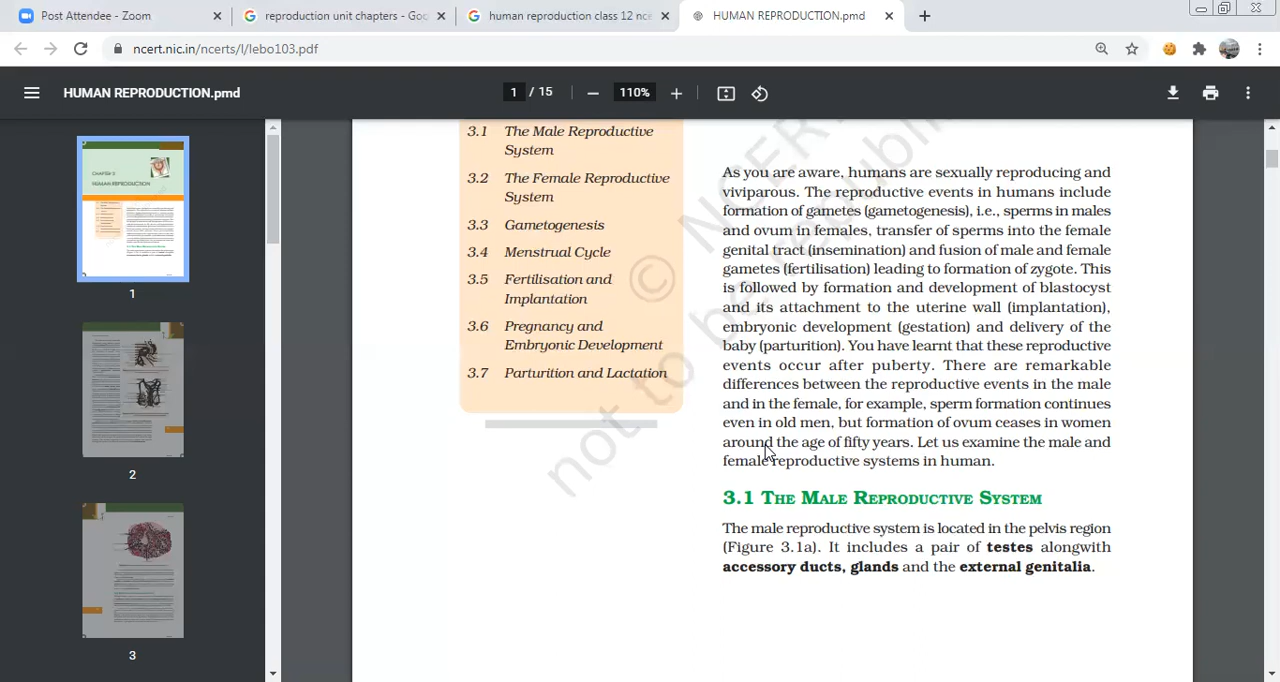 Post Attendee - Zoom
reproduction unit chapters - Goo
human reproduction class 12 nce
HUMAN REPRODUCTION.pmd
ncert.nic.in/ncerts/l/lebo103.pdf
HUMAN REPRODUCTION.pmd
1 / 15
110%
1
2
3
3.1 The Male Reproductive
System
3.2 The Female Reproductive
System
3.3 Gametogenesis
3.4 Menstrual Cycle
3.5 Fertilisation and
Implantation
3.6 Pregnancy and
Embryonic Development
3.7 Parturition and Lactation
As you are aware, humans are sexually reproducing and
viviparous. The reproductive events in humans include
formation of gametes (gametogenesis), i.e., sperms in males
and ovum in females, transfer of sperms into the female
genital tract (insemination) and fusion of male and female
gametes (fertilisation) leading to formation of zygote. This
is followed by formation and development of blastocyst
and its attachment to the uterine wall (implantation),
embryonic development (gestation) and delivery of the
baby (parturition). You have learnt that these reproductive
events occur after puberty. There are remarkable
differences between the reproductive events in the male
and in the female, for example, sperm formation continues
even in old men, but formation of ovum ceases in women
around the age of fifty years. Let us examine the male and
female reproductive systems in human.
3.1 THE MALE REPRODUCTIVE SYSTEM
The male reproductive system is located in the pelvis region
(Figure 3.1a). It includes a pair of testes alongwith
accessory ducts, glands and the external genitalia.
© NCER
not to be republi